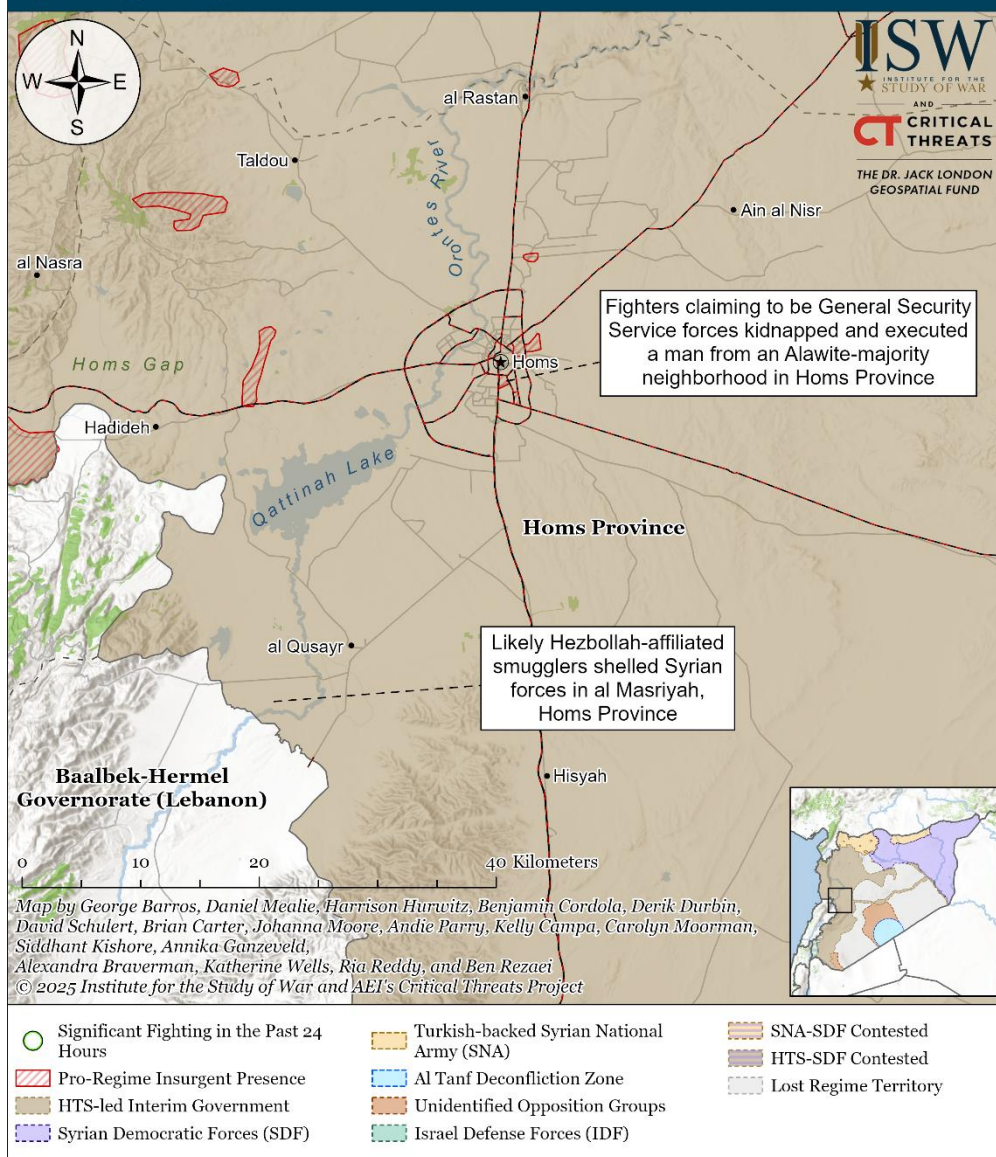 N
W E
S
ISW
INSTITUTE FOR THE
STUDY OF WAR
AND
CT CRITICAL
THREATS
THE DR. JACK LONDON
GEOSPATIAL FUND
al Rastan
Taldou
Orontes River
Ain al Nisr
al Nasra
Fighters claiming to be General Security
Service forces kidnapped and executed
a man from an Alawite-majority
neighborhood in Homs Province
Homs Gap
Homs
Hadideh
Qattinah Lake
Homs Province
al Qusayr
Likely Hezbollah-affiliated
smugglers shelled Syrian
forces in al Masriyah,
Homs Province
Hisyah
Baalbek-Hermel
Governorate (Lebanon)
0 10 20 40 Kilometers
Map by George Barros, Daniel Mealie, Harrison Hurwitz, Benjamin Cordola, Derik Durbin,
David Schulert, Brian Carter, Johanna Moore, Andie Parry, Kelly Campa, Carolyn Moorman,
Siddhant Kishore, Annika Ganzeveld,
Alexandra Braverman, Katherine Wells, Ria Reddy, and Ben Rezaei
© 2025 Institute for the Study of War and AEI's Critical Threats Project
Significant Fighting in the Past 24
Hours
Pro-Regime Insurgent Presence
HTS-led Interim Government
Syrian Democratic Forces (SDF)
Turkish-backed Syrian National
Army (SNA)
Al Tanf Deconfliction Zone
Unidentified Opposition Groups
Israel Defense Forces (IDF)
SNA-SDF Contested
HTS-SDF Contested
Lost Regime Territory